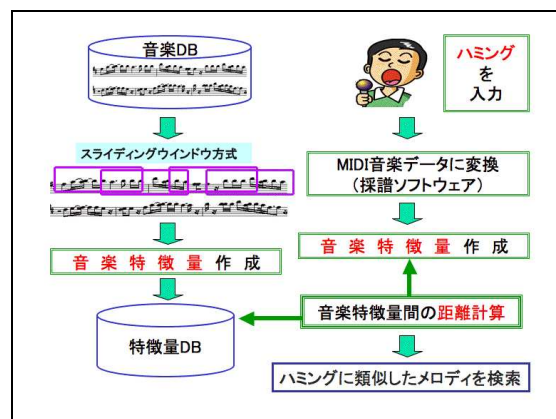 音楽DB
スライディングウインドウ方式
音楽特徴量作成
特徴量DB
ハミング
を
入力
MIDI音楽データに変換
(採譜ソフトウェア)
音楽特徴量作成
音楽特徴量間の距離計算
ハミングに類似したメロディを検索